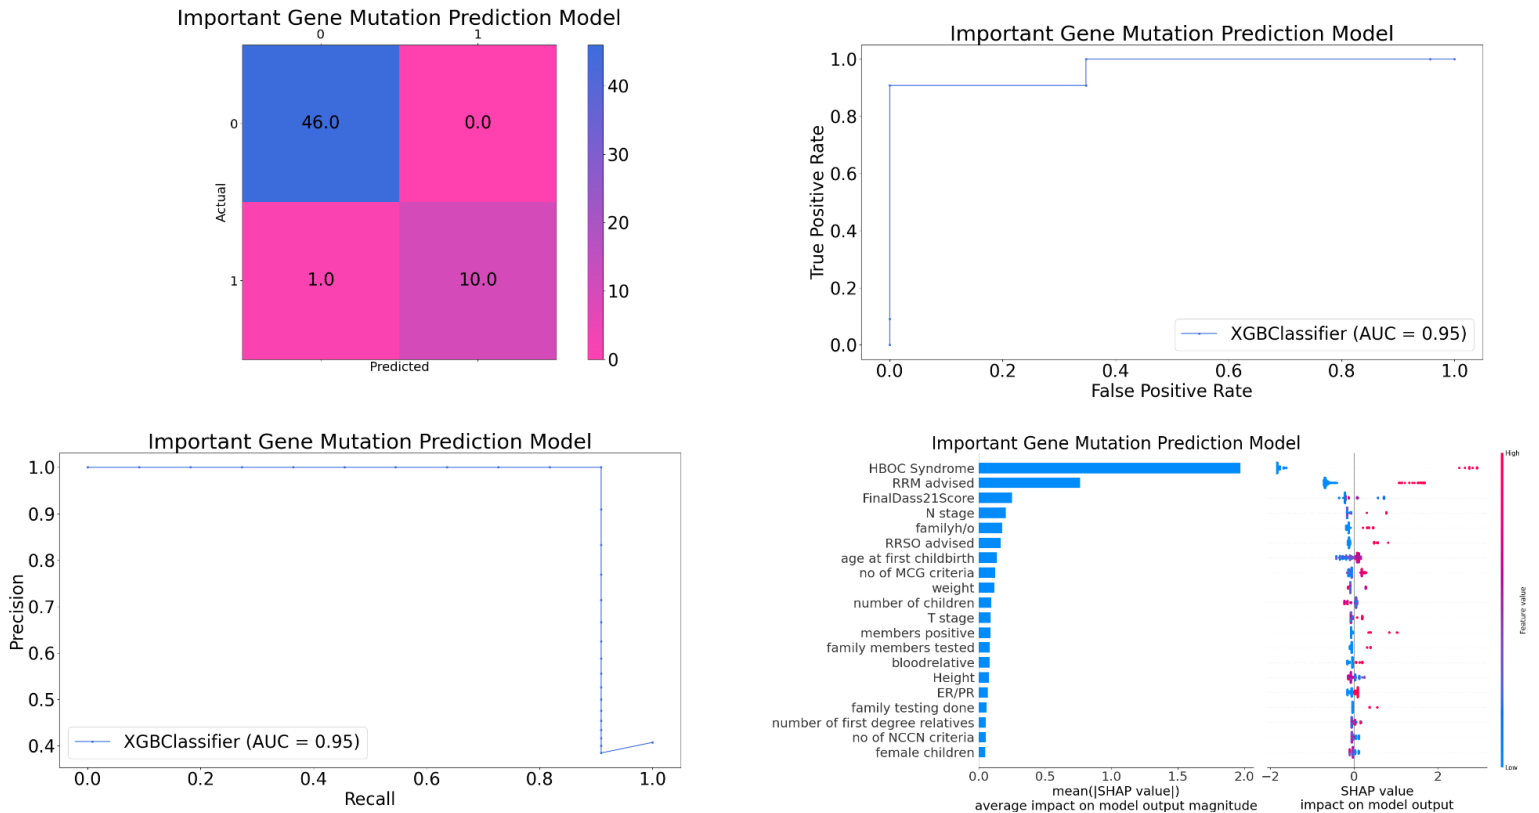 Important Gene Mutation Prediction Model
0 1
0
1
Actual
Predicted
46.0 0.0
1.0 10.0
40
30
20
10
0
Important Gene Mutation Prediction Model
1.0
0.8
0.6
0.4
0.2
0.0
True Positive Rate
XGBClassifier (AUC = 0.95)
0.0 0.2 0.4 0.6 0.8 1.0
False Positive Rate
Important Gene Mutation Prediction Model
1.0
0.9
0.8
0.7
0.6
0.5
0.4
Precision
XGBClassifier (AUC = 0.95)
0.0 0.2 0.4 0.6 0.8 1.0
Recall
Important Gene Mutation Prediction Model
HBOC Syndrome
RRM advised
FinalDass21Score
N stage
familyh/o
RRSO advised
age at first childbirth
no of MCG criteria
weight
number of children
T stage
members positive
family members tested
bloodrelative
Height
ER/PR
family testing done
number of first degree relatives
no of NCCN criteria
female children
0.0 0.5 1.0 1.5 2.0
mean(|SHAP value|)
average impact on model output magnitude
−2 0 2
SHAP value
impact on model output
High
Feature value
Low